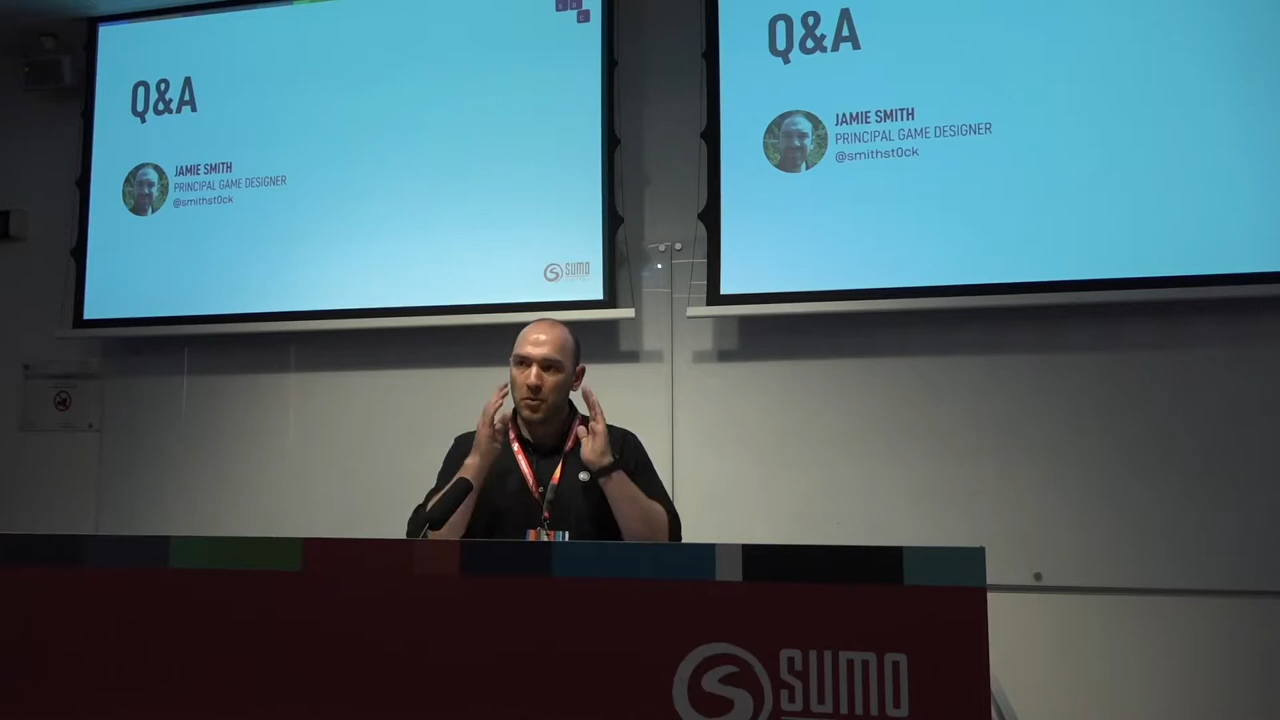 Q&A
JAMIE SMITH
PRINCIPAL GAME DESIGNER
@smithst0ck
SUMO
Q&A
JAMIE SMITH
PRINCIPAL GAME DESIGNER
@smithst0ck
SUMO